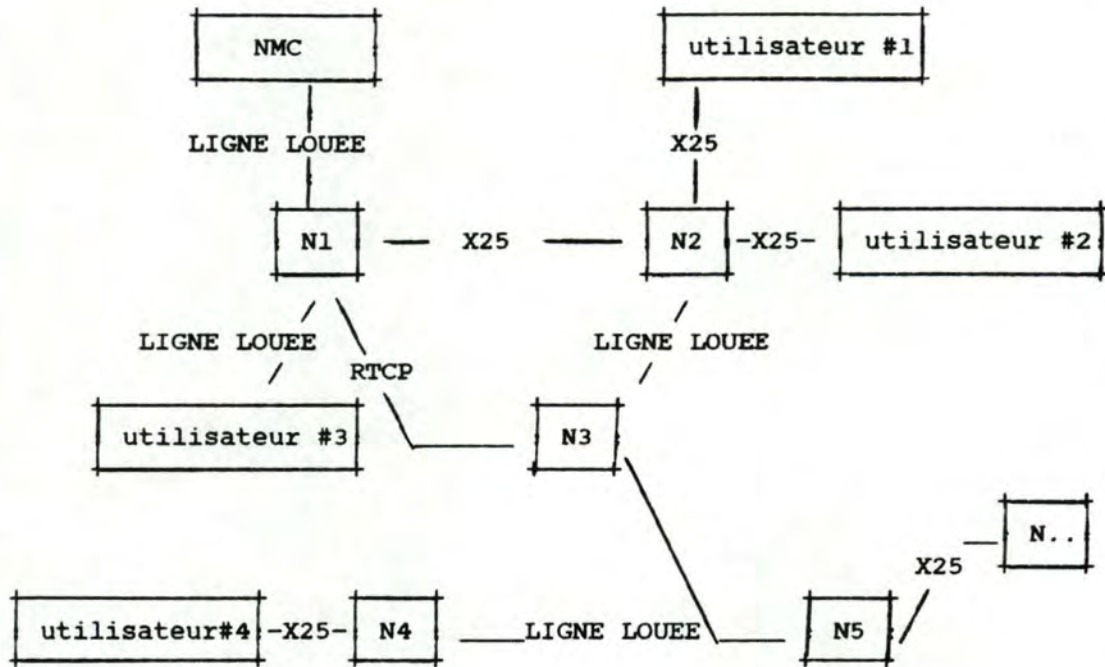 NMC utilisateur #1
LIGNE LOUEE X25
N1 X25 N2 -X25- utilisateur #2
LIGNE LOUEE LIGNE LOUEE
RTCP
utilisateur #3 N3
N..
X25
utilisateur#4 -X25- N4 LIGNE LOUEE N5